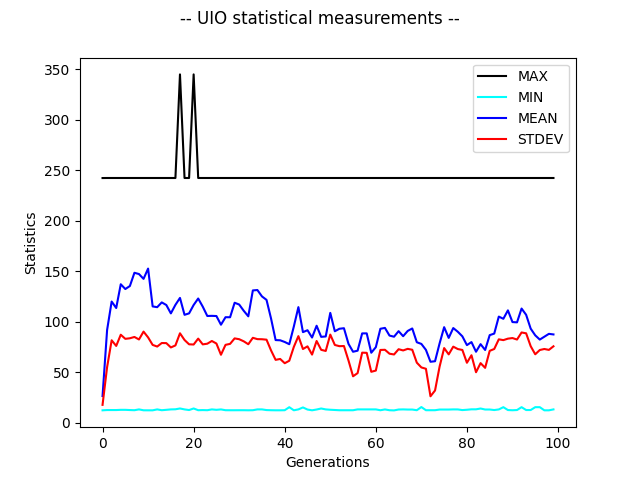 -- UIO statistical measurements --
350
300
250
200
150
100
50
0
Statistics
MAX
MIN
MEAN
STDEV
0 20 40 60 80 100
Generations